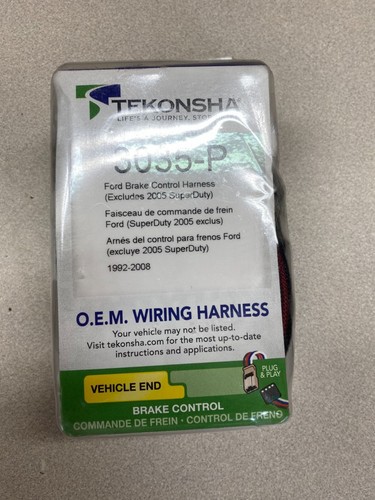 TEKONSHA
LIFE'S A JOURNEY,
3035-P
Ford Brake Control Harness
(Excludes 2005 SuperDuty)
Faisceau de commande de frein
Ford (SuperDuty 2005 exclus)
Arnés del control para frenos Ford
(excluye 2005 SuperDuty)
1992-2008
O.E.M. WIRING HARNESS
Your vehicle may not be listed.
Visit tekonsha.com for the most up-to-date
instructions and applications.
PLUG
& PLAY
VEHICLE END
BRAKE CONTROL
COMMANDE DE FREIN · CONTROL DE FRENO